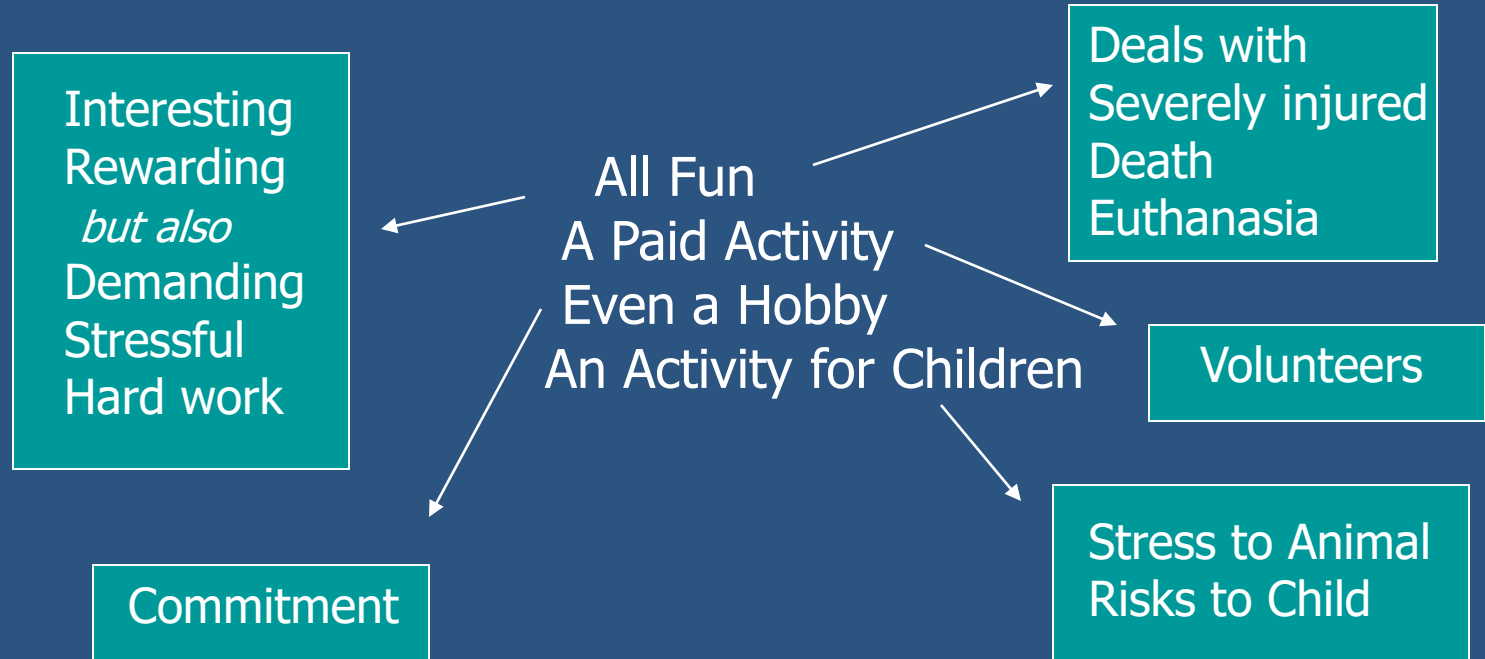 Interesting
Rewarding
but also
Demanding
Stressful
Hard work
All Fun
A Paid Activity
Even a Hobby
An Activity for Children
Deals with
Severely injured
Death
Euthanasia
Volunteers
Commitment
Stress to Animal
Risks to Child